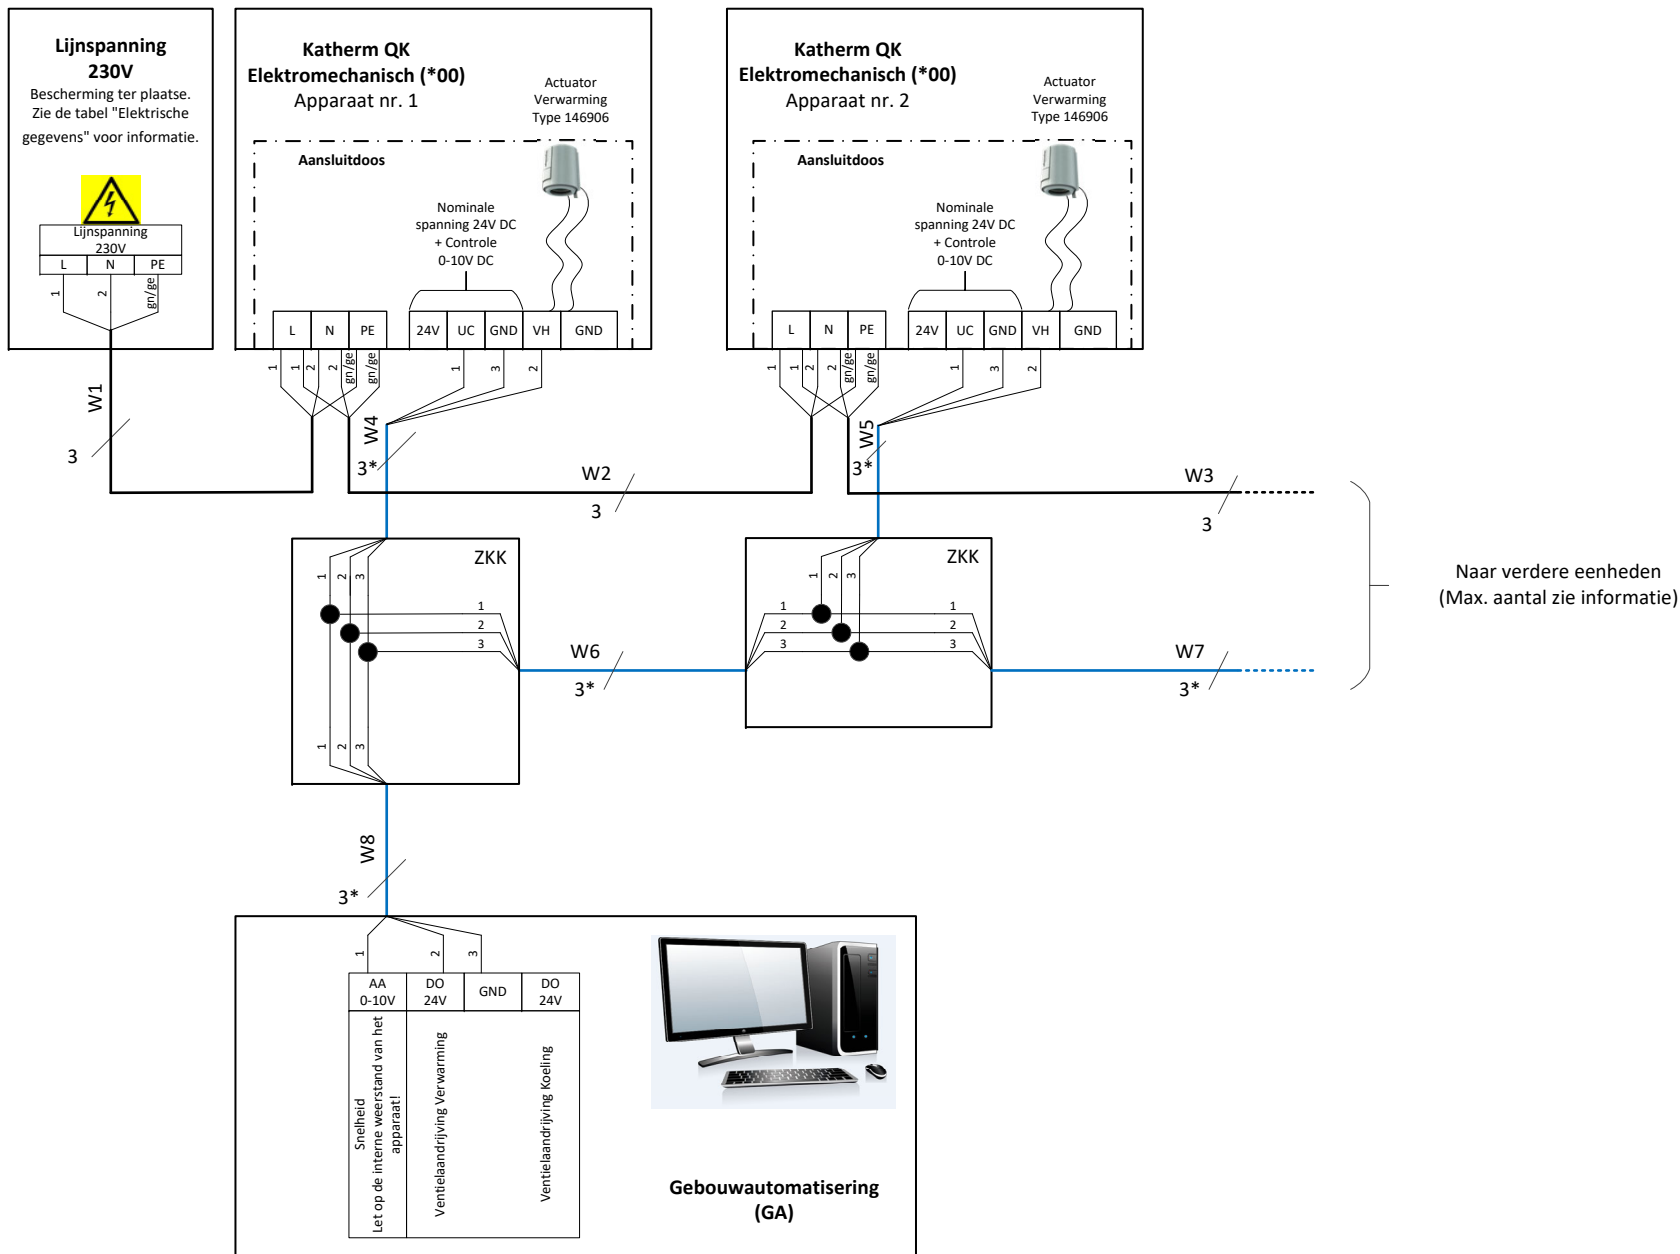 Lijnspanning
230V
Bescherming ter plaatse.
Zie de tabel "Elektrische
gegevens" voor informatie.
Lijnspanning
230V
L N PE
1 2 gn/ge
W1
3
Katherm QK
Elektromechanisch (*00)
Apparaat nr. 1
Actuator
Verwarming
Type 146906
Aansluitdoos
Nominale
spanning 24V DC
+ Controle
0-10V DC
L N PE 24V UC GND VH GND
1 1 2 2 gn/ge gn/ge 1 3 2
W4
3*
Katherm QK
Elektromechanisch (*00)
Apparaat nr. 2
Actuator
Verwarming
Type 146906
Aansluitdoos
Nominale
spanning 24V DC
+ Controle
0-10V DC
L N PE 24V UC GND VH GND
1 1 2 2 gn/ge gn/ge 1 3 2
W5
3*
W2
3
W3
3
ZKK
1 2 3
1
2
3
1 2 3
W6
3*
ZKK
1 2 3
1 1
2 2
3 3
W7
3*
Naar verdere eenheden
(Max. aantal zie informatie)
W8
3*
1 2 3
AA
0-10V
DO
24V
GND
DO
24V
Snelheid
Let op de interne weerstand van het
apparaat!
Ventielaandrijving Verwarming
Ventielaandrijving Koeling
Gebouwautomatisering
(GA)